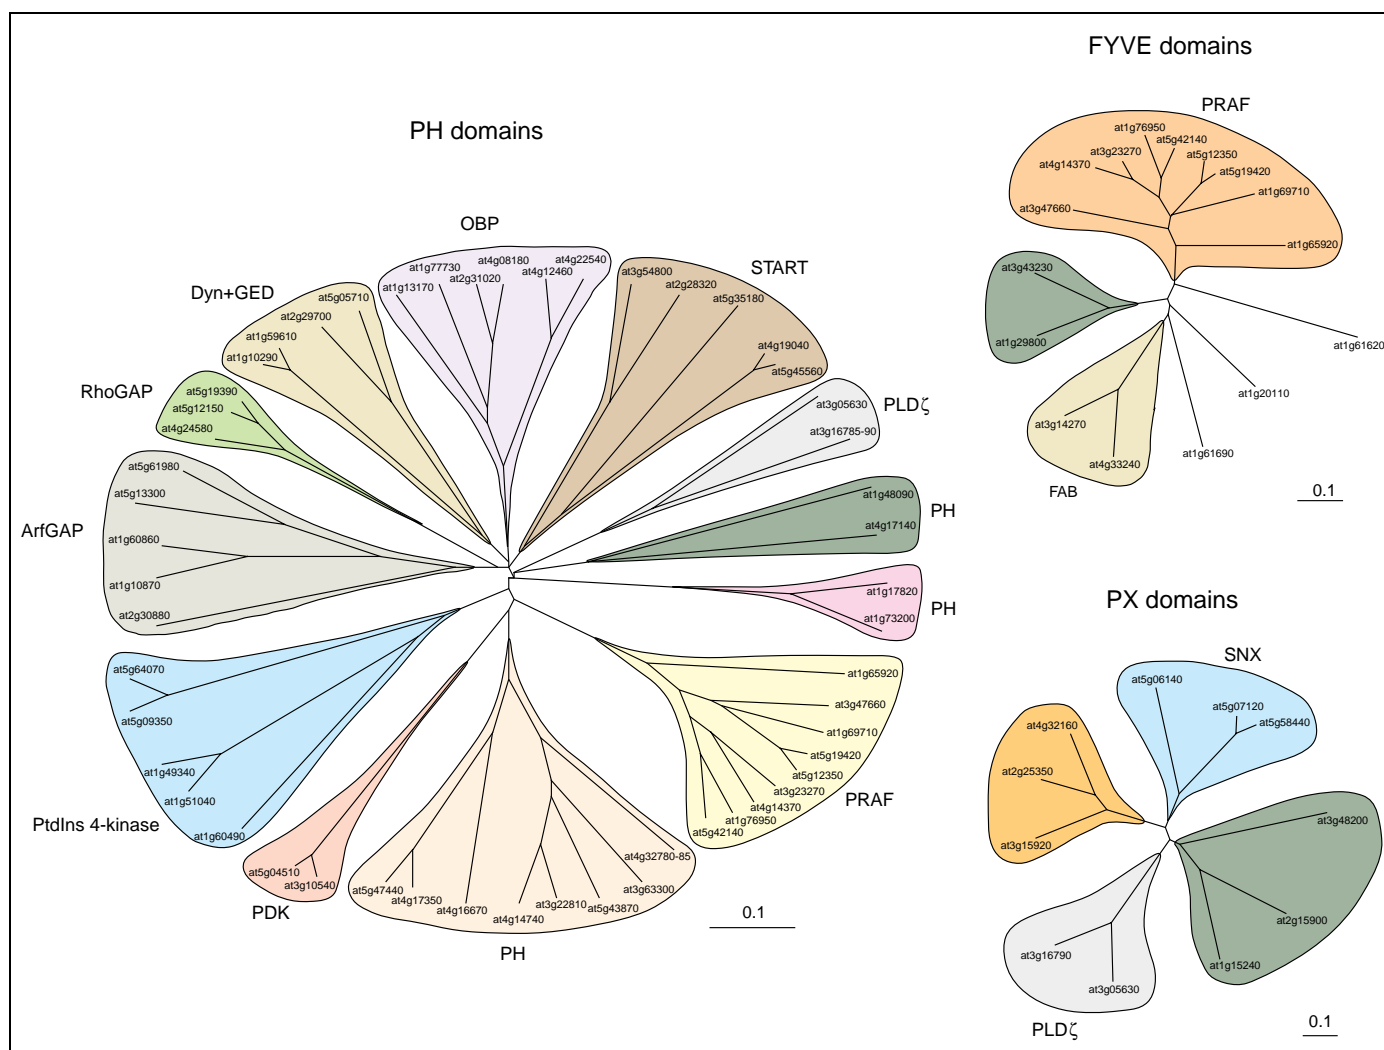 PH domains
OBP
at1g77730
at4g08180
at4g22540
at2g31020
at4g12460
at1g13170
START
at3g54800
at2g28320
at5g35180
at4g19040
at5g45560
Dyn+GED
at5g05710
at2g29700
at1g59610
at1g10290
RhoGAP
at5g19390
at5g12150
at4g24580
PLDζ
at3g05630
at3g16785-90
ArfGAP
at5g61980
at5g13300
at1g60860
at1g10870
at2g30880
PH
at1g48090
at4g17140
PH
at1g17820
at1g73200
PtdIns 4-kinase
at5g64070
at5g09350
at1g49340
at1g51040
at1g60490
PRAF
at1g65920
at3g47660
at1g69710
at5g19420
at5g12350
at3g23270
at4g14370
at1g76950
at5g42140
PDK
at5g04510
at3g10540
PH
at5g47440
at4g17350
at4g16670
at4g14740
at3g22810
at5g43870
at3g63300
at4g32780-85
0.1
FYVE domains
PRAF
at1g76950
at5g42140
at3g23270
at5g12350
at4g14370
at5g19420
at1g69710
at3g47660
at1g65920
at3g43230
at1g29800
at1g61620
at1g20110
at1g61690
at3g14270
at4g33240
FAB
0.1
PX domains
SNX
at5g06140
at5g07120
at5g58440
at4g32160
at2g25350
at3g15920
at3g48200
at2g15900
at1g15240
at3g16790
at3g05630
PLDζ
0.1